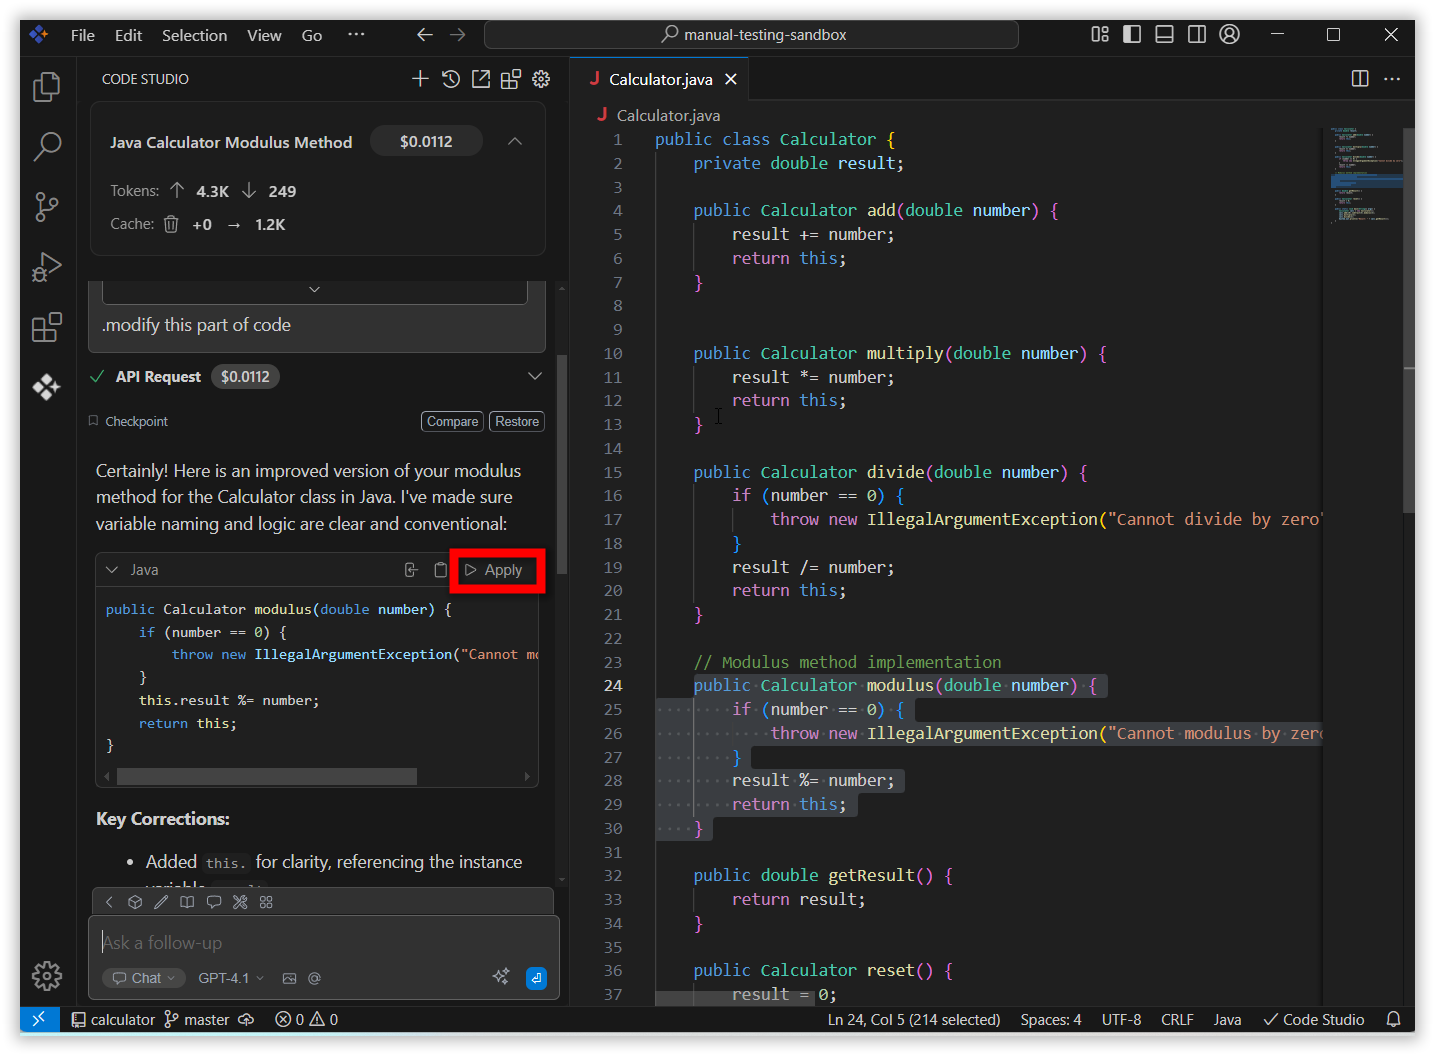 File Edit Selection View Go ··· manual-testing-sandbox
CODE STUDIO
Java Calculator Modulus Method $0.0112
Tokens: ↑ 4.3K ↓ 249
Cache: +0 → 1.2K
.modify this part of code
API Request $0.0112
Checkpoint Compare Restore
Certainly! Here is an improved version of your modulus
method for the Calculator class in Java. I've made sure
variable naming and logic are clear and conventional:
Java Apply
public Calculator modulus(double number) {
if (number == 0) {
throw new IllegalArgumentException("Cannot
}
this.result %= number;
return this;
}
Key Corrections:
• Added this. for clarity, referencing the instance
Ask a follow-up
Chat GPT-4.1 @
Calculator.java
Calculator.java
1 public class Calculator {
2 private double result;
3
4 public Calculator add(double number) {
5 result += number;
6 return this;
7 }
8
9
10 public Calculator multiply(double number) {
11 result *= number;
12 return this;
13 }
14
15 public Calculator divide(double number) {
16 if (number == 0) {
17 throw new IllegalArgumentException("Cannot divide by zero"
18 }
19 result /= number;
20 return this;
21 }
22
23 // Modulus method implementation
24 public Calculator modulus(double number) {
25 if (number == 0) {
26 throw new IllegalArgumentException("Cannot modulus by zero
27 }
28 result %= number;
29 return this;
30 }
31
32 public double getResult() {
33 return result;
34 }
35
36 public Calculator reset() {
37 result = 0;
calculator master 0 0 Ln 24, Col 5 (214 selected) Spaces: 4 UTF-8 CRLF Java Code Studio